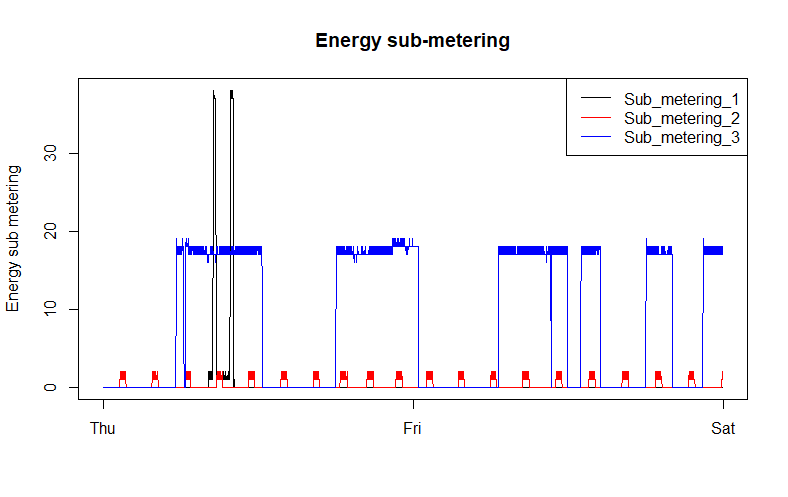 Energy sub-metering
Sub_metering_1
Sub_metering_2
Sub_metering_3
Energy sub metering
30
20
10
0
Thu Fri Sat